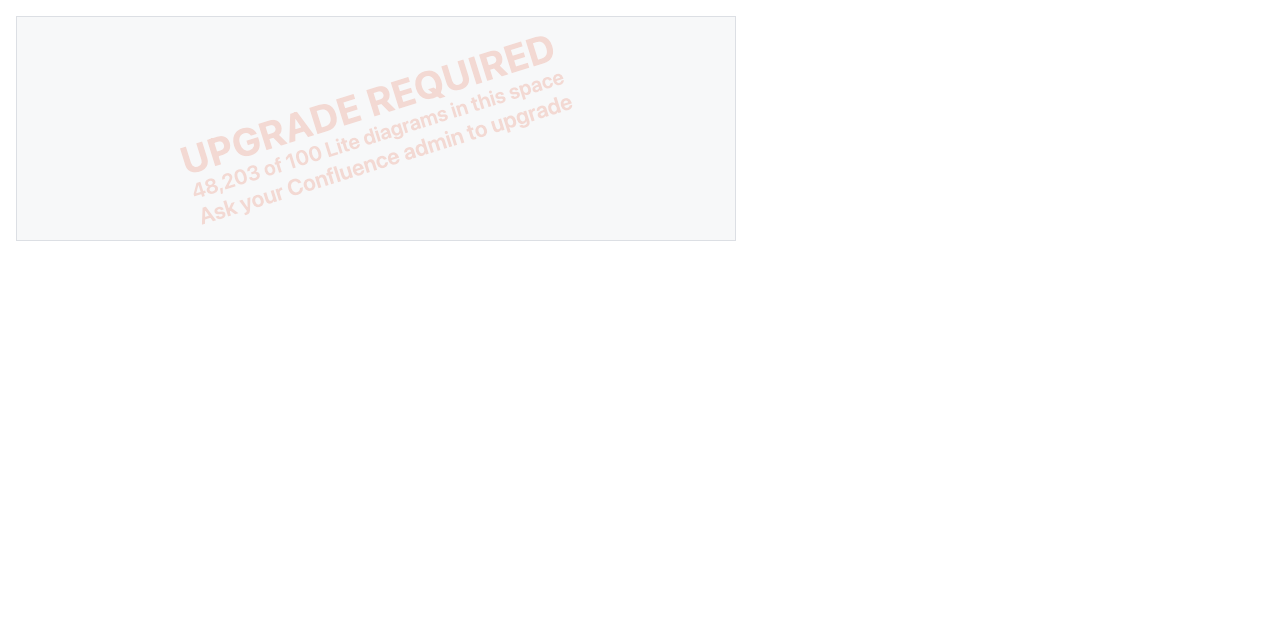 UPGRADE REQUIRED
48,203 of 100 Lite diagrams in this space
Ask your Confluence admin to upgrade